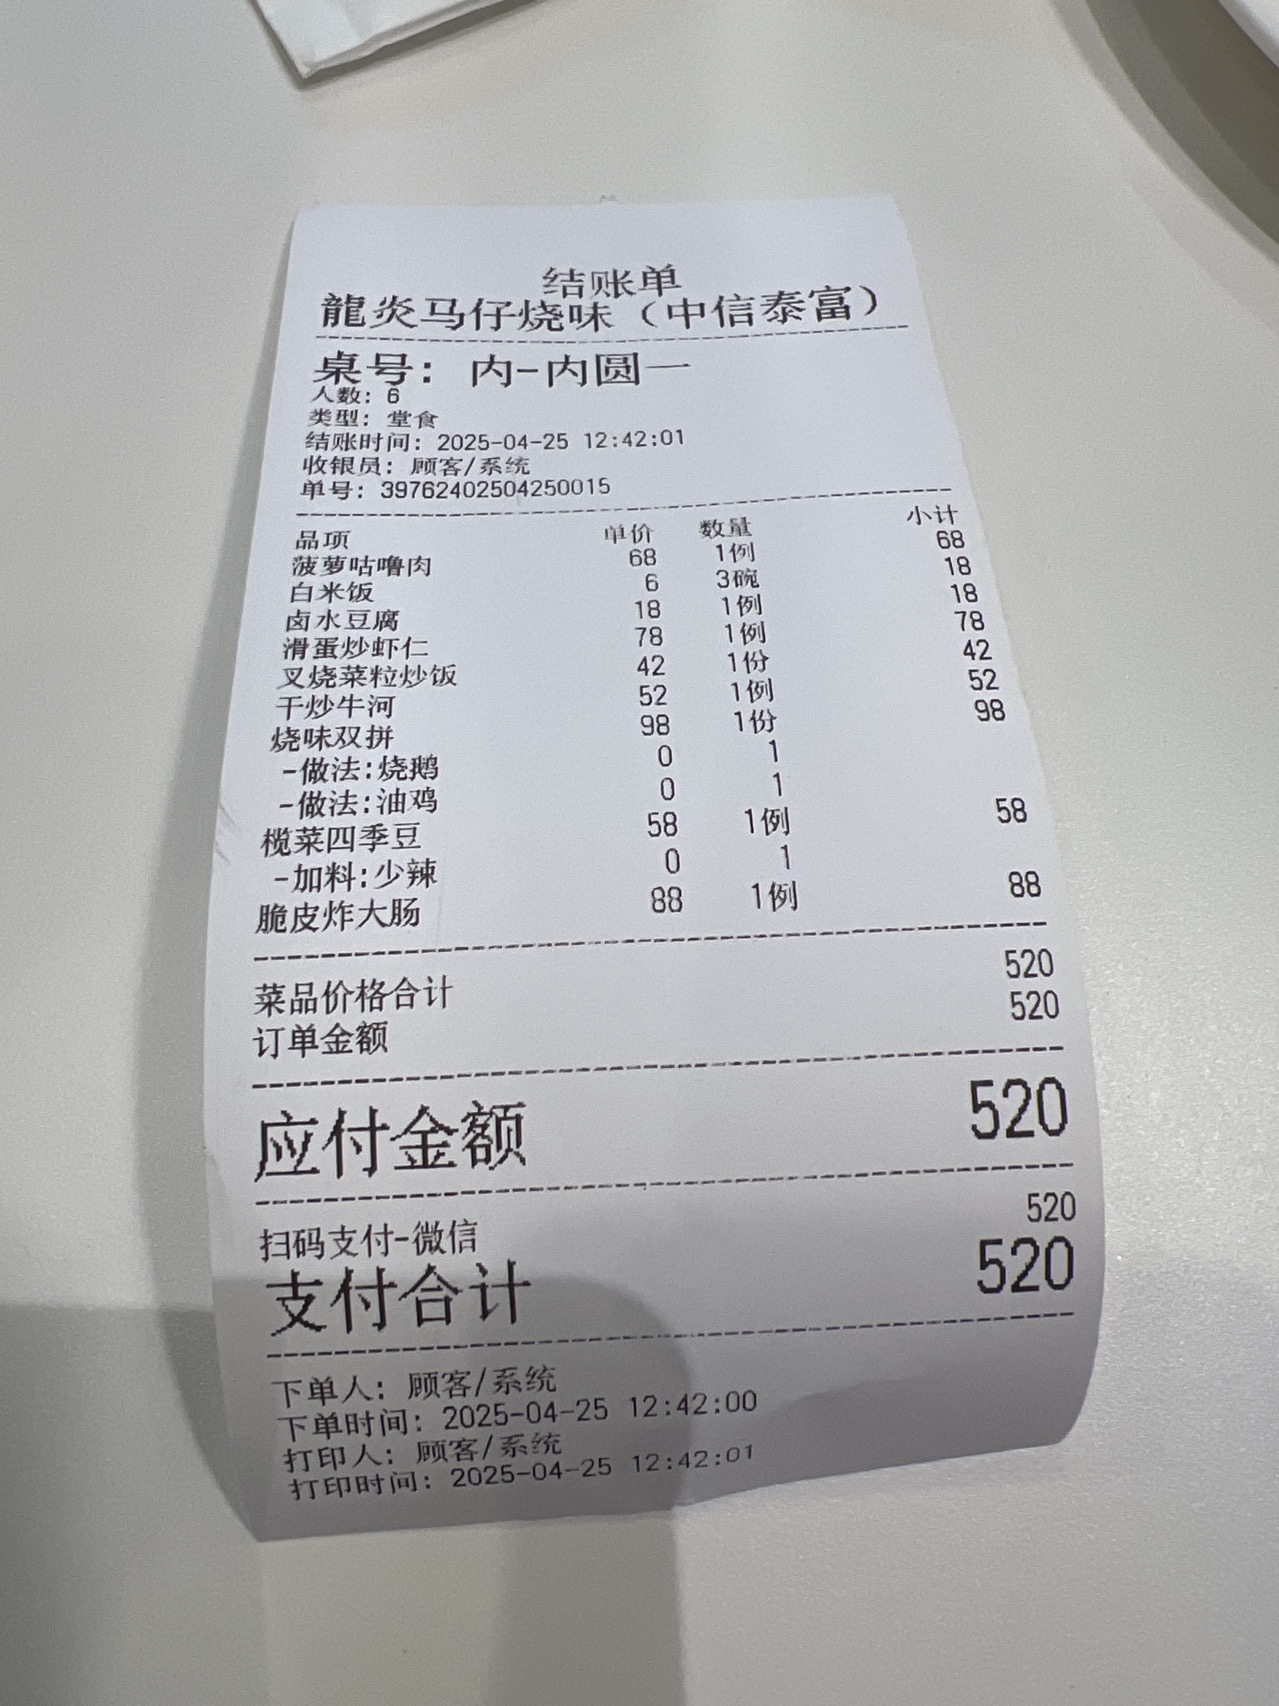 结账单
龍炎马仔烧味（中信泰富）
桌号: 内-内圆一
人数: 6
类型: 堂食
结账时间: 2025-04-25 12:42:01
收银员: 顾客/系统
单号: 39762402504250015
品项 单价 数量 小计
菠萝咕噜肉 68 1例 68
白米饭 6 3碗 18
卤水豆腐 18 1例 18
滑蛋炒虾仁 78 1例 78
叉烧菜粒炒饭 42 1份 42
干炒牛河 52 1例 52
烧味双拼 98 1份 98
-做法:烧鹅 0 1
-做法:油鸡 0 1
榄菜四季豆 58 1例 58
-加料:少辣 0 1
脆皮炸大肠 88 1例 88
菜品价格合计 520
订单金额 520
应付金额 520
扫码支付-微信 520
支付合计 520
下单人: 顾客/系统
下单时间: 2025-04-25 12:42:00
打印人: 顾客/系统
打印时间: 2025-04-25 12:42:01